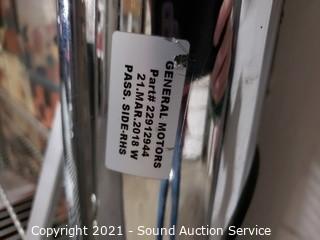 GENERAL MOTORS
Part# 22912944
21.MAR.2018 W
PASS. SIDE-RHS
Copyright 2021 - Sound Auction Service